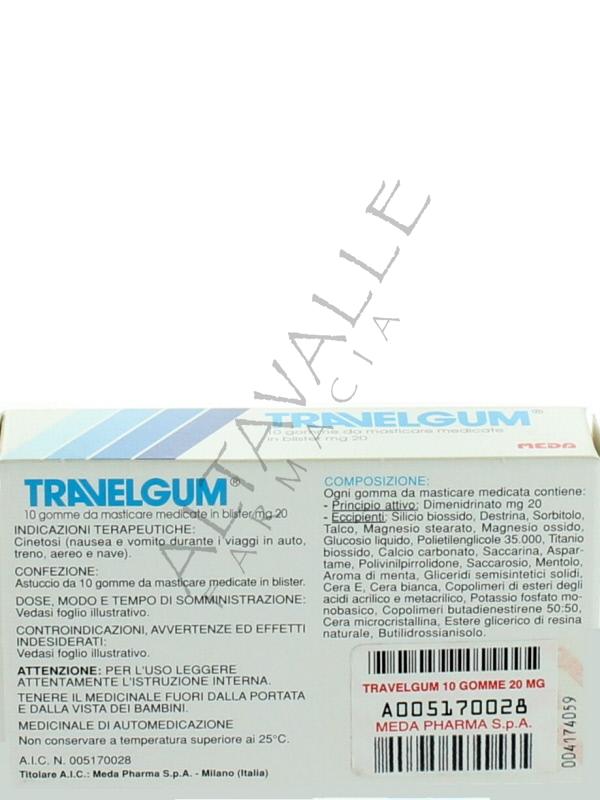 ALTAVALLE
FARMACIA
TRAVELGUM®
10 gomme da masticare medicate
in blister mg 20
MEDA
TRAVELGUM®
10 gomme da masticare medicate in blister mg 20
INDICAZIONI TERAPEUTICHE:
Cinetosi (nausea e vomito durante i viaggi in auto,
treno, aereo e nave).
CONFEZIONE:
Astuccio da 10 gomme da masticare medicate in blister.
DOSE, MODO E TEMPO DI SOMMINISTRAZIONE:
Vedasi foglio illustrativo.
CONTROINDICAZIONI, AVVERTENZE ED EFFETTI
INDESIDERATI:
Vedasi foglio illustrativo.
ATTENZIONE: PER L'USO LEGGERE
ATTENTAMENTE L'ISTRUZIONE INTERNA.
TENERE IL MEDICINALE FUORI DALLA PORTATA
E DALLA VISTA DEI BAMBINI.
MEDICINALE DI AUTOMEDICAZIONE
Non conservare a temperatura superiore ai 25°C.
A.I.C. N. 005170028
Titolare A.I.C.: Meda Pharma S.p.A. - Milano (Italia)
COMPOSIZIONE:
Ogni gomma da masticare medicata contiene:
- Principio attivo: Dimenidrinato mg 20
- Eccipienti: Silicio biossido, Destrina, Sorbitolo,
Talco, Magnesio stearato, Magnesio ossido,
Glucosio liquido, Polietilenglicole 35.000, Titanio
biossido, Calcio carbonato, Saccarina, Aspar-
tame, Polivinilpirrolidone, Saccarosio, Mentolo,
Aroma di menta, Gliceridi semisintetici solidi,
Cera E, Cera bianca, Copolimeri di esteri degli
acidi acrilico e metacrilico, Potassio fosfato mo-
nobasico, Copolimeri butadienestirene 50:50,
Cera microcristallina, Estere glicerico di resina
naturale, Butilidrossianisolo.
TRAVELGUM 10 GOMME 20 MG
A005170028
MEDA PHARMA S.p.A.
004174059